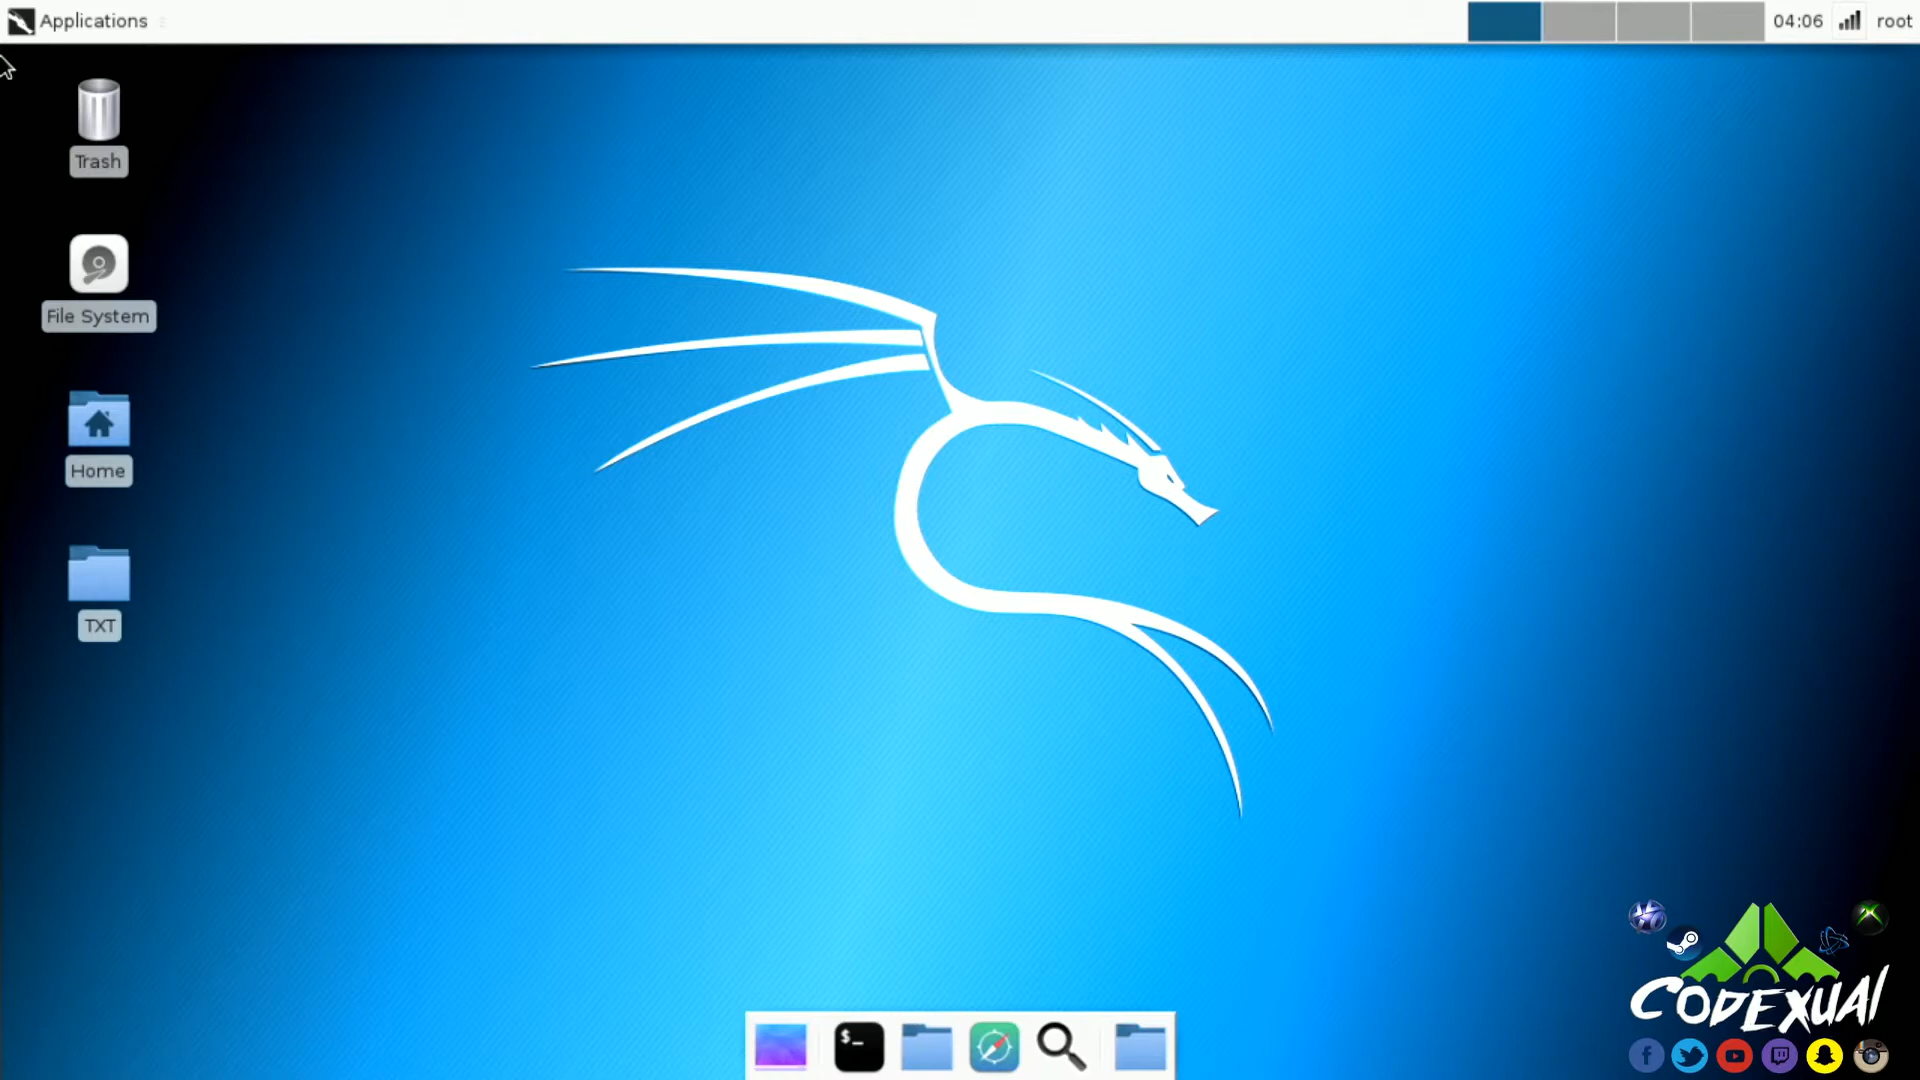 Applications
04:06
root
Trash
File System
Home
TXT
$_
CODEXUAl